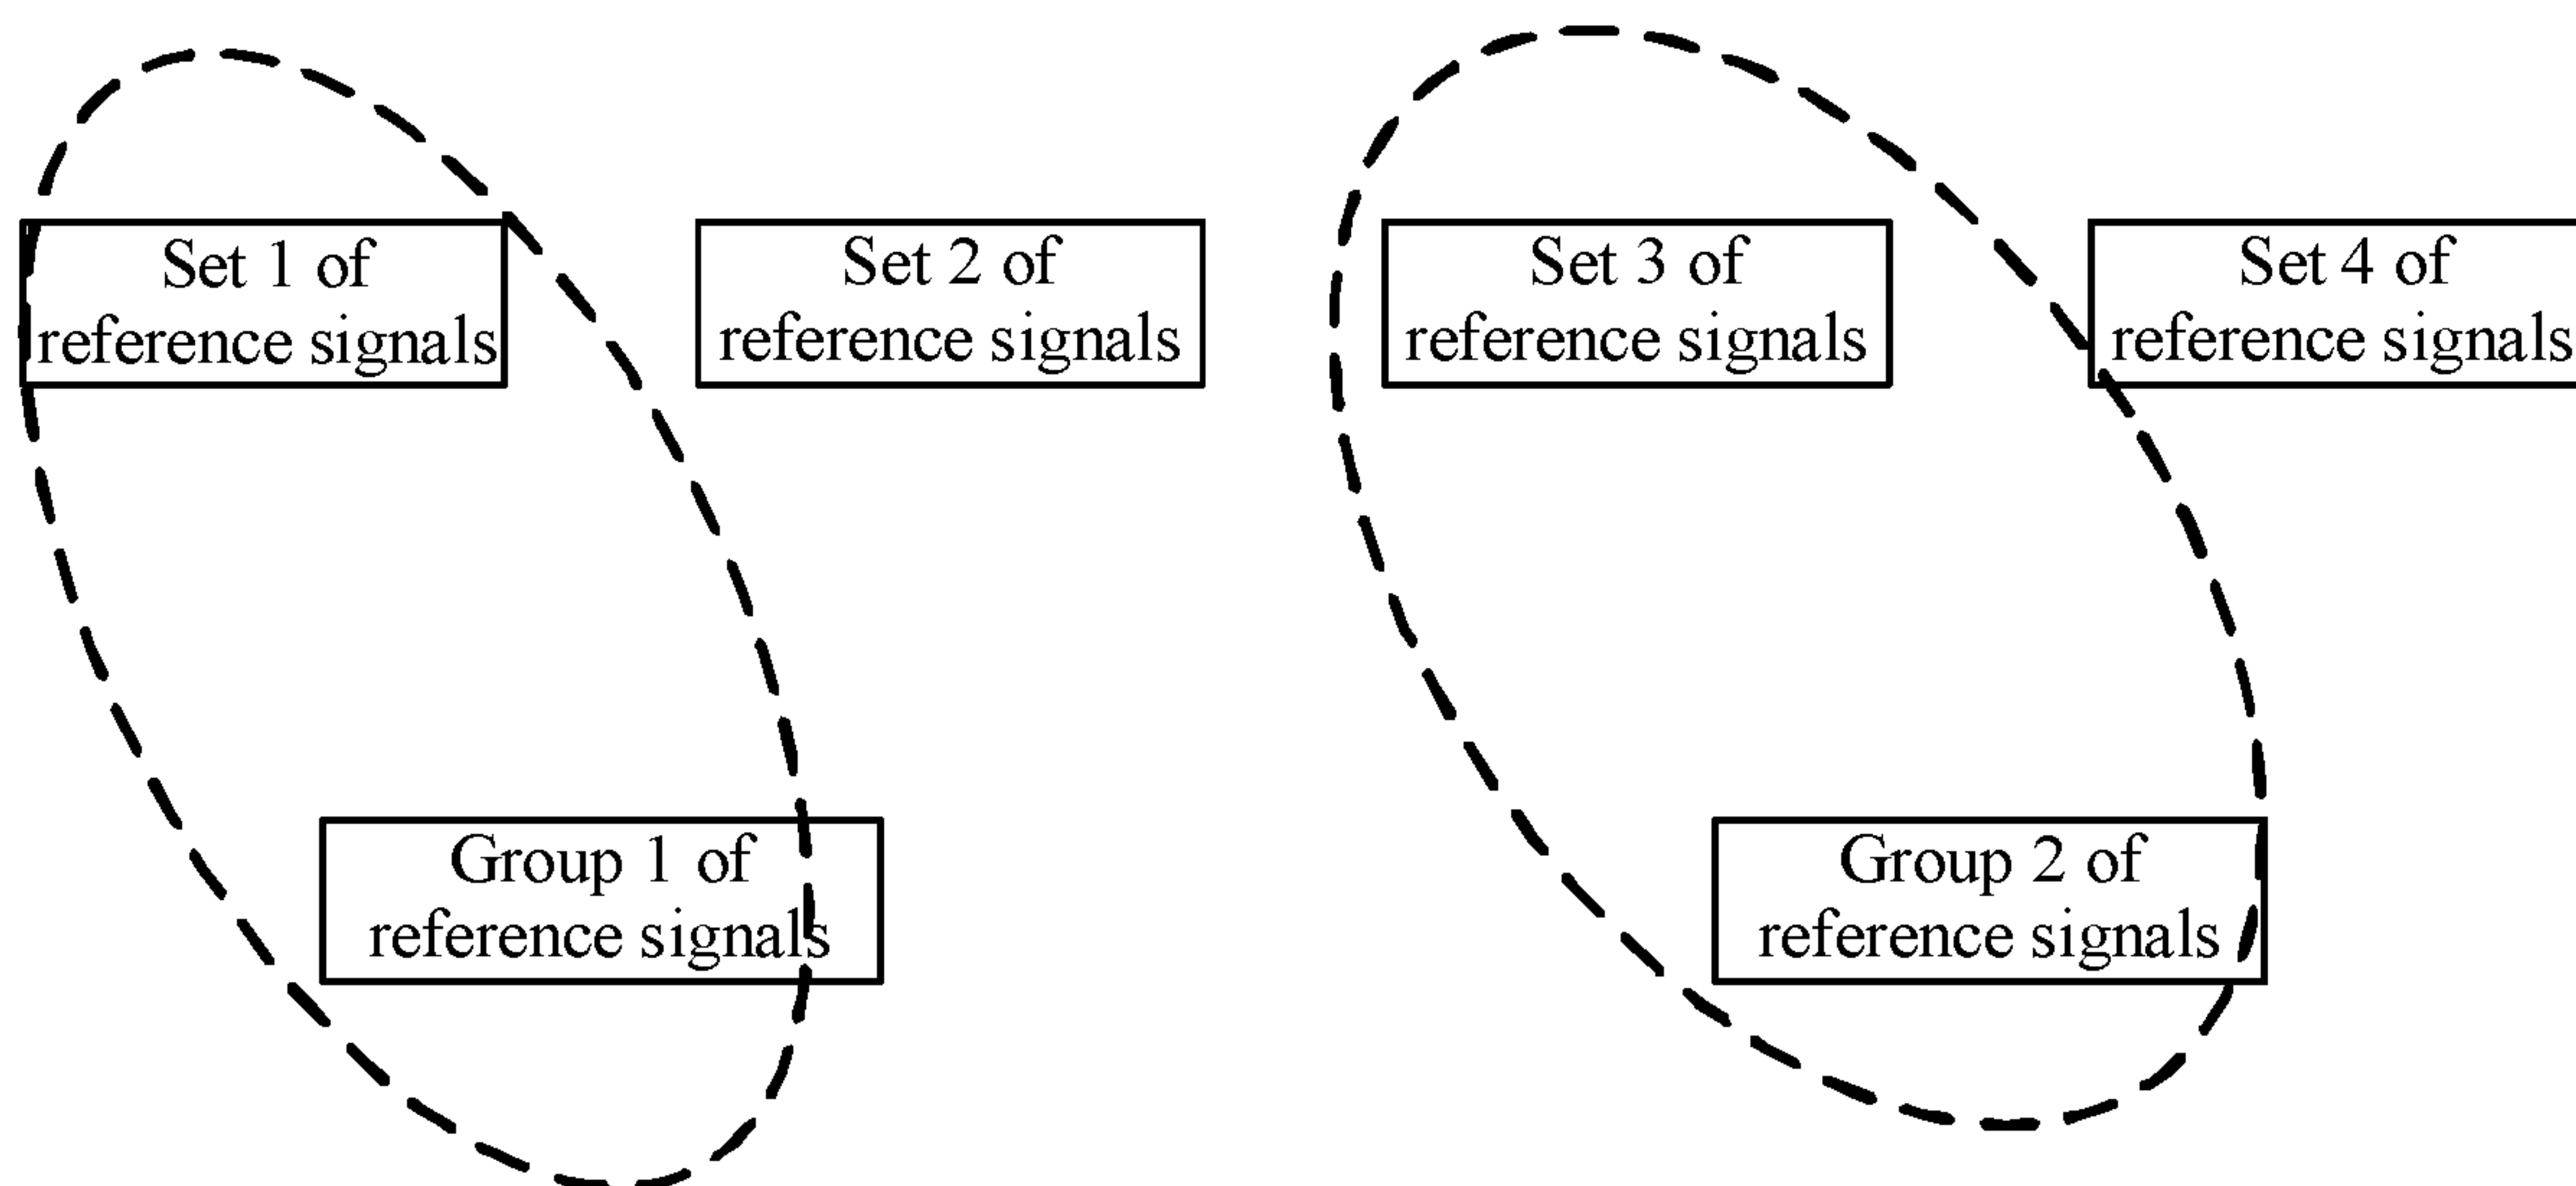 Set 1 of
reference signals
Set 2 of
reference signals
Set 3 of
reference signals
Set 4 of
reference signals
Group 1 of
reference signals
Group 2 of
reference signals